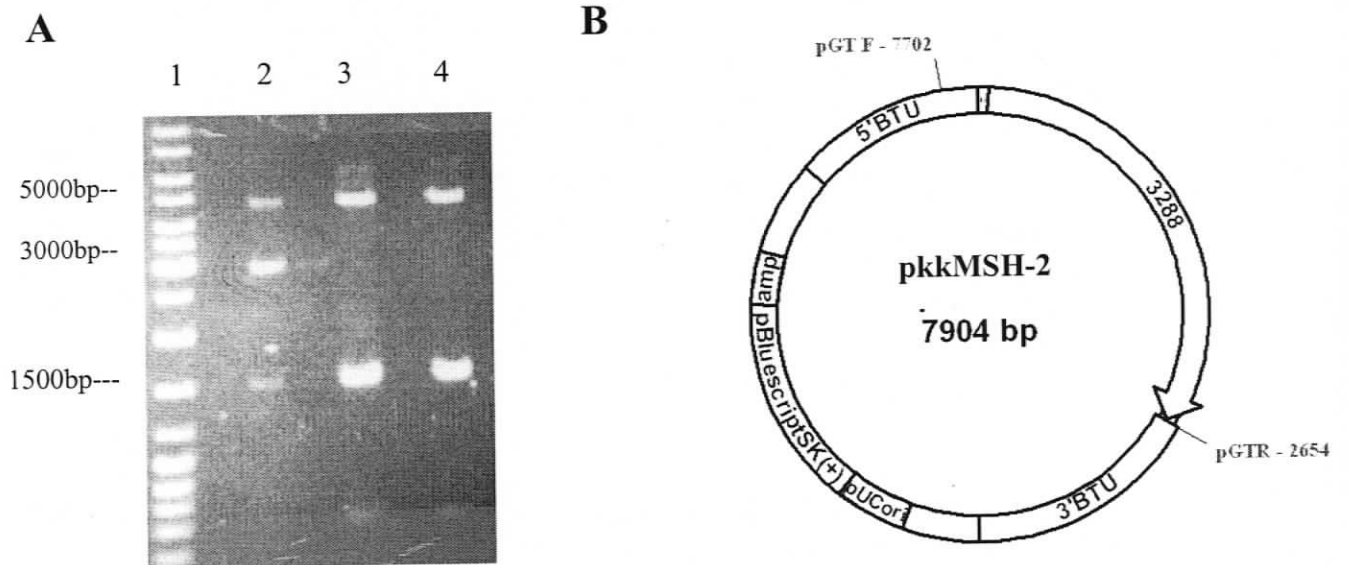 A
1 2 3 4
5000bp--
3000bp--
1500bp---
B
pGT F - 7702
5'BTU
3288
pkkMSH-2
7904 bp
amp
pBluescriptSK(+)
pGTR - 2654
3'BTU